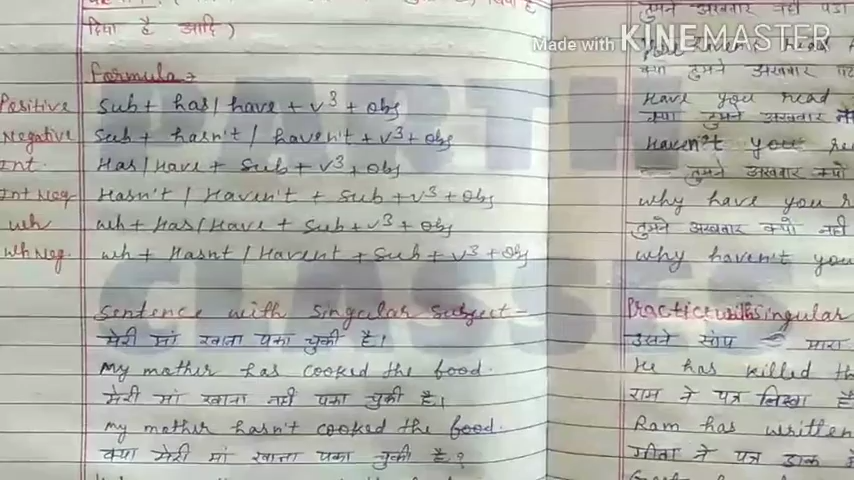 दिया है आदि)
Formula:
Positive Sub + has/have + v³ + obj
Negative Sub + hasn't / haven't + v³ + obj
Int. Has/Have + Sub + v³ + obj
Int Neg Hasn't / Haven't + Sub + v³ + obj
Wh wh + Has/Have + Sub + v³ + obj
Wh Neg. wh + Hasnt / Havent + Sub + v³ + obj
Sentence with Singular Subject -
मेरी मां खाना पका चुकी है।
My mother has cooked the food.
मेरी मां खाना नहीं पका चुकी है।
My mother hasn't cooked the food.
क्या मेरी मां खाना पका चुकी है?
तुमने अखबार नहीं पढ़ा
Made with KINEMASTER
क्या तुमने अखबार
Have you read
क्या तुमने अखबार
Haven't you
तुमने अखबार क्यों
why have you
तुमने अखबार क्यों नहीं
why haven't you
Practice with singular
उसने सांप मारा
He has killed
राम ने पत्र लिखा है
Ram has written
गीता ने पत्र डाक
PARTH
CLASSES